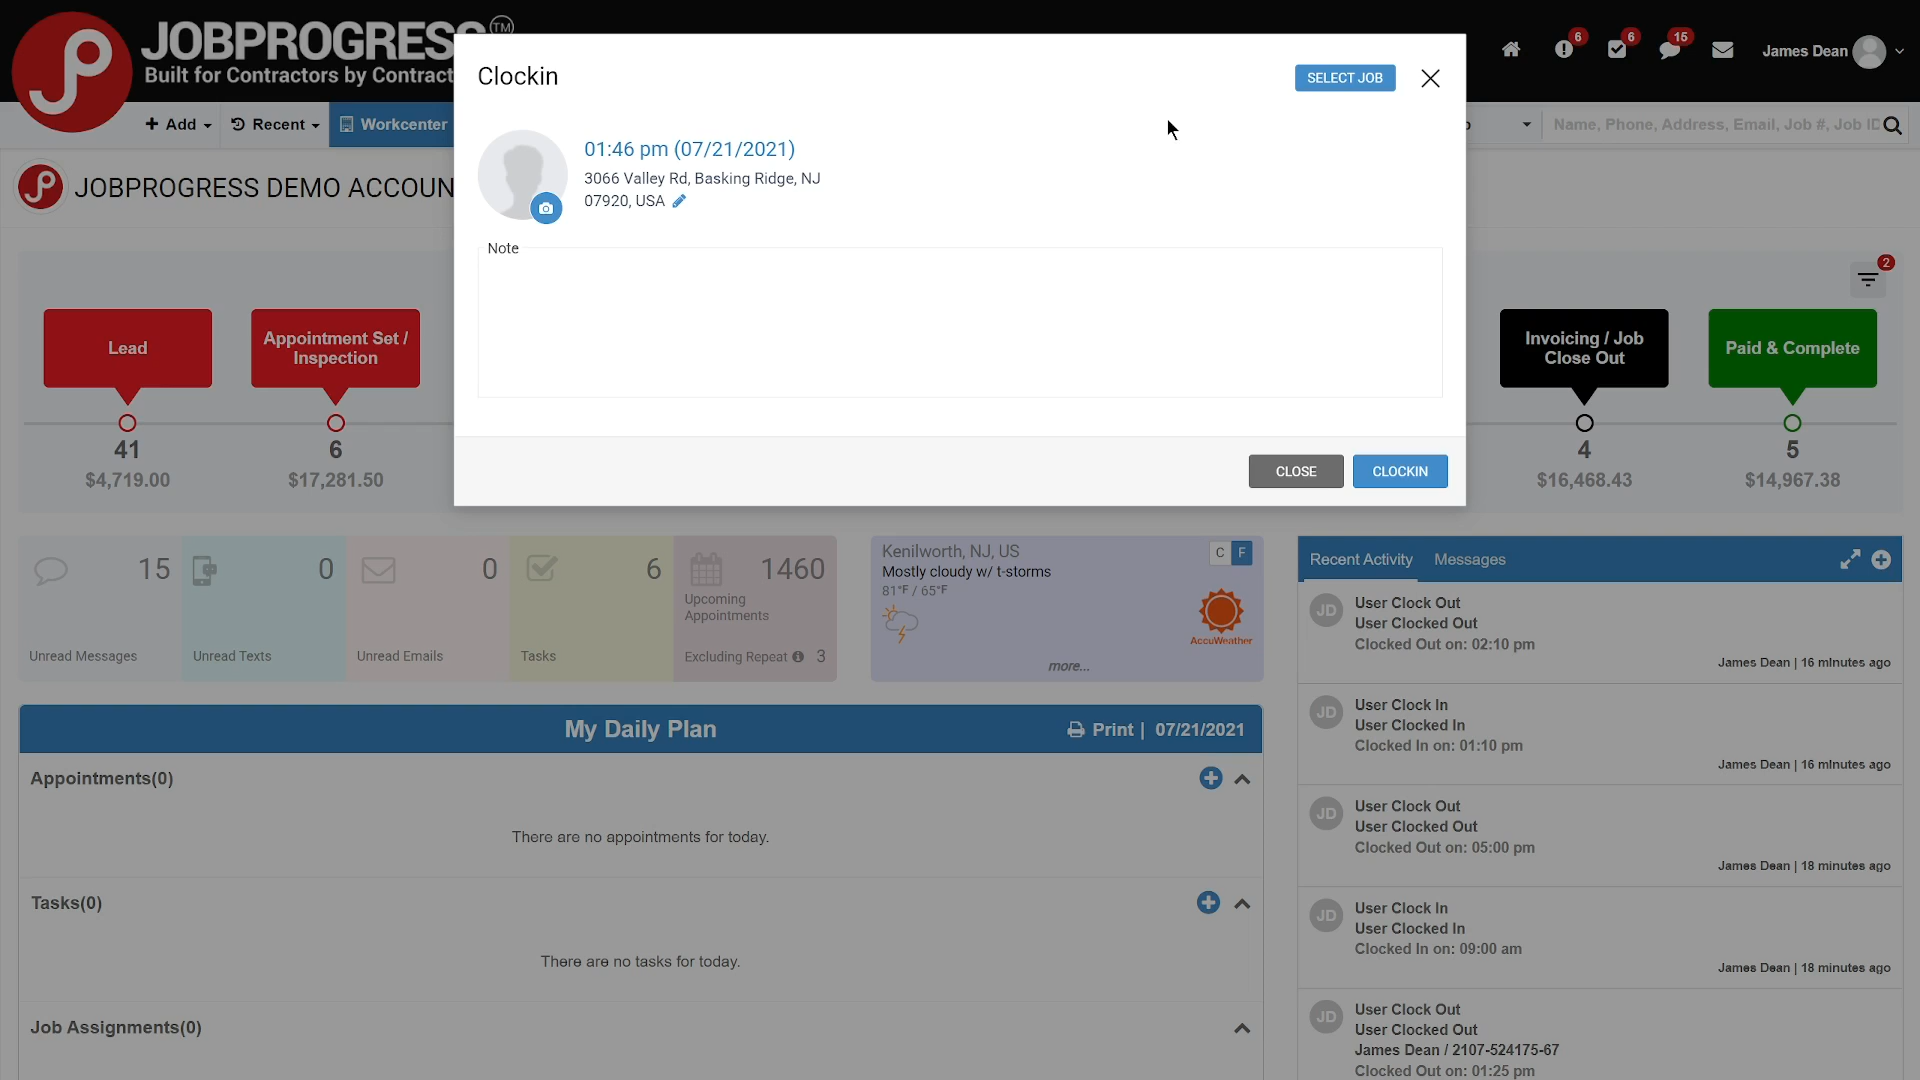 JOBPROGRESS TM
Built for Contractors by Contract
6
6
15
James Dean
Clockin
SELECT JOB
Add
Recent
Workcenter
Name, Phone, Address, Email, Job #, Job ID
01:46 pm (07/21/2021)
3066 Valley Rd, Basking Ridge, NJ
07920, USA
JOBPROGRESS DEMO ACCOUN
Note
2
Lead
Appointment Set /
Inspection
Invoicing / Job
Close Out
Paid & Complete
41
6
4
5
$4,719.00
$17,281.50
$16,468.43
$14,967.38
CLOSE
CLOCKIN
15
Unread Messages
0
Unread Texts
0
Unread Emails
6
Tasks
1460
Upcoming
Appointments
Excluding Repeat 3
Kenilworth, NJ, US
C F
Mostly cloudy w/ t-storms
81°F / 65°F
AccuWeather
more...
Recent Activity
Messages
User Clock Out
User Clocked Out
Clocked Out on: 02:10 pm
James Dean | 16 minutes ago
User Clock In
User Clocked In
Clocked In on: 01:10 pm
James Dean | 16 minutes ago
User Clock Out
User Clocked Out
Clocked Out on: 05:00 pm
James Dean | 18 minutes ago
User Clock In
User Clocked In
Clocked In on: 09:00 am
James Dean | 18 minutes ago
User Clock Out
User Clocked Out
James Dean / 2107-524175-67
Clocked Out on: 01:25 pm
My Daily Plan
Print | 07/21/2021
Appointments(0)
There are no appointments for today.
Tasks(0)
There are no tasks for today.
Job Assignments(0)
JD
JD
JD
JD
JD